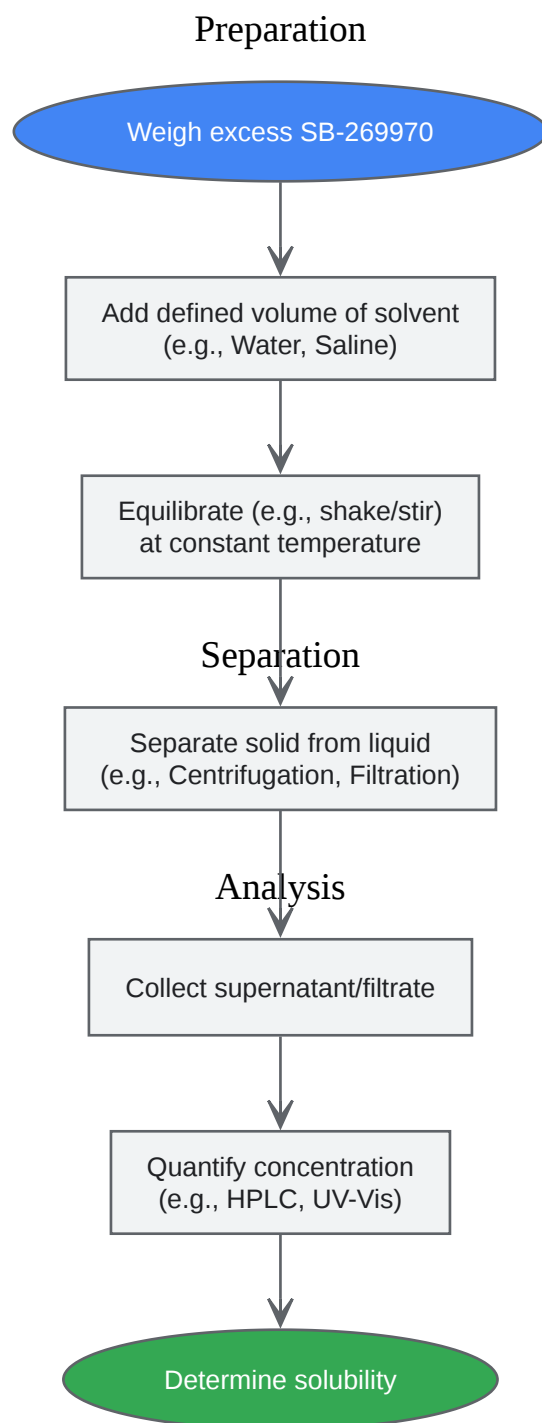 Preparation
Weigh excess SB-269970
Add defined volume of solvent
(e.g., Water, Saline)
Equilibrate (e.g., shake/stir)
at constant temperature
Separation
Separate solid from liquid
(e.g., Centrifugation, Filtration)
Analysis
Collect supernatant/filtrate
Quantify concentration
(e.g., HPLC, UV-Vis)
Determine solubility